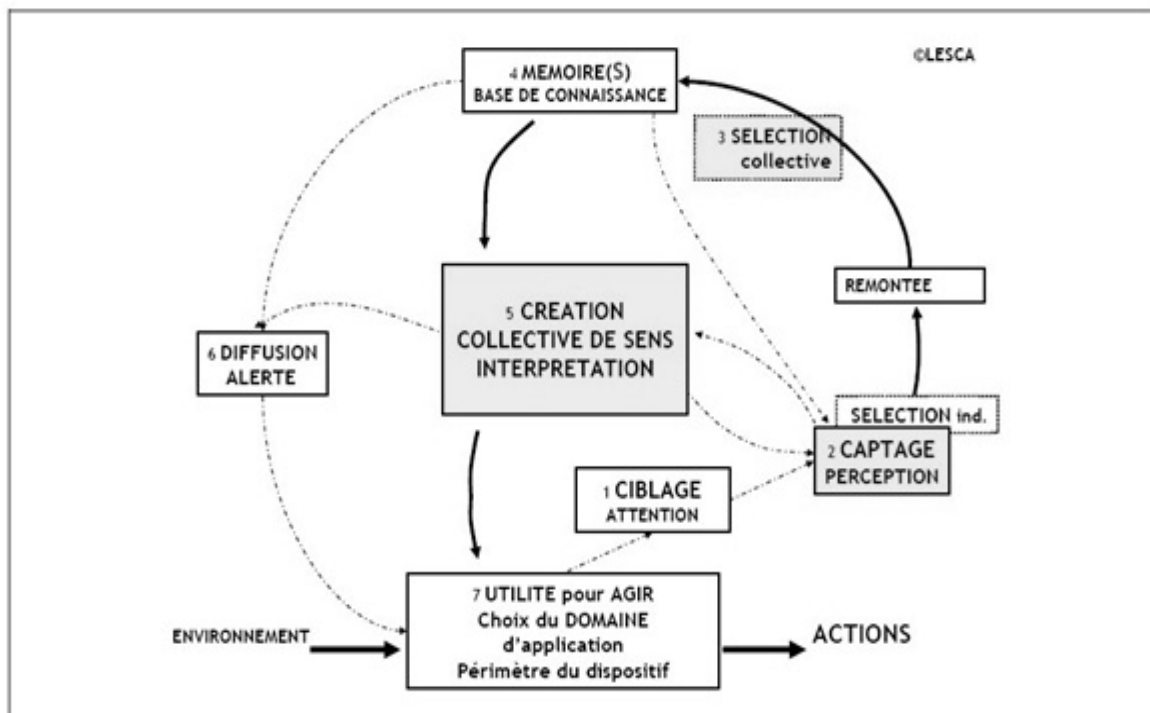 ©LESCA
4 MEMOIRE(S)
BASE DE CONNAISSANCE
3 SELECTION
collective
REMONTEE
5 CREATION
COLLECTIVE DE SENS
INTERPRETATION
6 DIFFUSION
ALERTE
SELECTION ind.
2 CAPTAGE
PERCEPTION
1 CIBLAGE
ATTENTION
7 UTILITE pour AGIR
Choix du DOMAINE
d'application
Périmètre du dispositif
ENVIRONNEMENT
ACTIONS